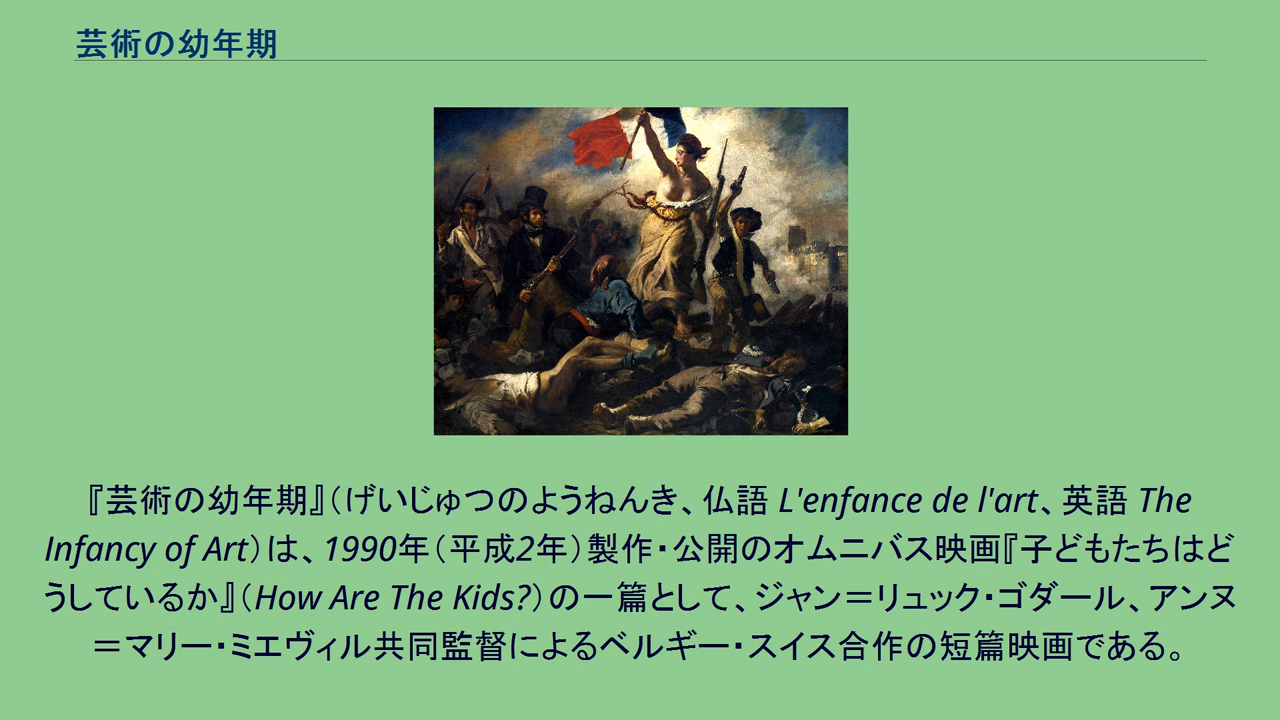 芸術の幼年期
『芸術の幼年期』（げいじゅつのようねんき、仏語 L'enfance de l'art、英語 The
Infancy of Art）は、1990年（平成2年）製作・公開のオムニバス映画『子どもたちはど
うしているか』（How Are The Kids?）の一篇として、ジャン＝リュック・ゴダール、アンヌ
＝マリー・ミエヴィル共同監督によるベルギー・スイス合作の短篇映画である。